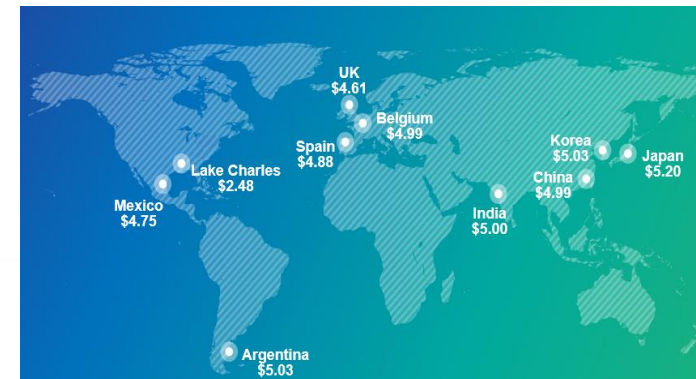 UK
$4.61
Belgium
$4.99
Spain
$4.88
Korea
$5.03
Japan
$5.20
Lake Charles
$2.48
China
$4.99
Mexico
$4.75
India
$5.00
Argentina
$5.03